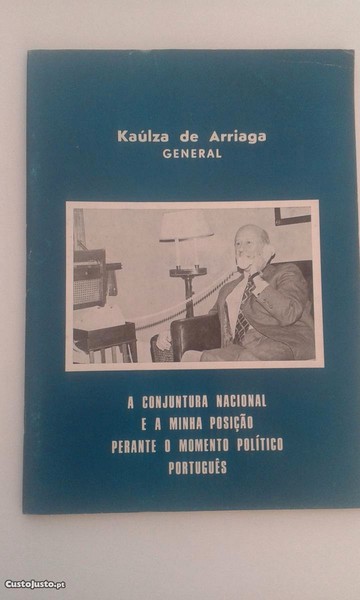 Kaúlza de Arriaga
GENERAL
A CONJUNTURA NACIONAL
E A MINHA POSIÇÃO
PERANTE O MOMENTO POLÍTICO
PORTUGUÊS
CustoJusto.pt